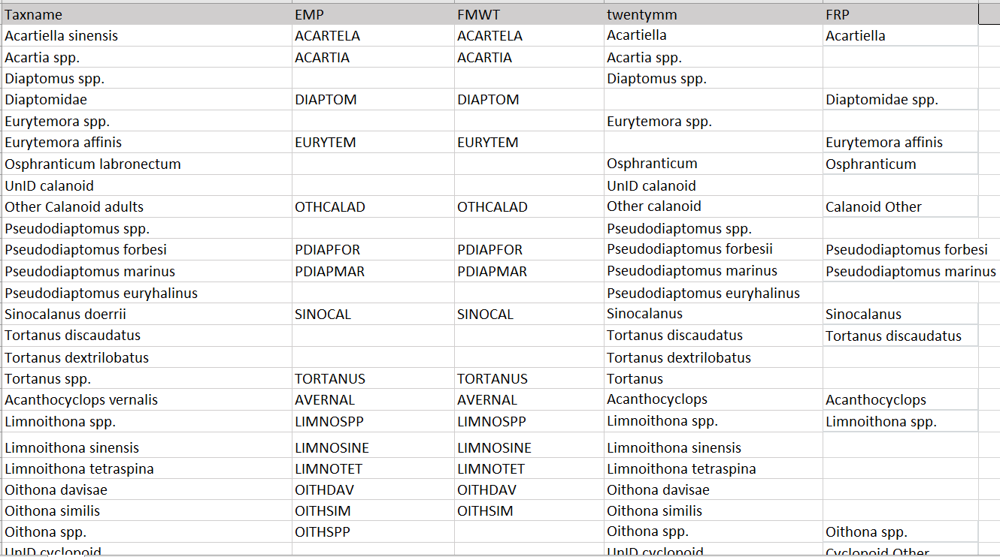 Taxname EMP FMWT twentymm FRP
Acartiella sinensis ACARTELA ACARTELA Acartiella Acartiella
Acartia spp. ACARTIA ACARTIA Acartia spp.
Diaptomus spp. Diaptomus spp.
Diaptomidae DIAPTOM DIAPTOM Diaptomidae spp.
Eurytemora spp. Eurytemora spp.
Eurytemora affinis EURYTEM EURYTEM Eurytemora affinis
Osphranticum labronectum Osphranticum Osphranticum
UnID calanoid UnID calanoid
Other Calanoid adults OTHCALAD OTHCALAD Other calanoid Calanoid Other
Pseudodiaptomus spp. Pseudodiaptomus spp.
Pseudodiaptomus forbesi PDIAPFOR PDIAPFOR Pseudodiaptomus forbesii Pseudodiaptomus forbesi
Pseudodiaptomus marinus PDIAPMAR PDIAPMAR Pseudodiaptomus marinus Pseudodiaptomus marinus
Pseudodiaptomus euryhalinus Pseudodiaptomus euryhalinus
Sinocalanus doerrii SINOCAL SINOCAL Sinocalanus Sinocalanus
Tortanus discaudatus Tortanus discaudatus Tortanus discaudatus
Tortanus dextrilobatus Tortanus dextrilobatus
Tortanus spp. TORTANUS TORTANUS Tortanus
Acanthocyclops vernalis AVERNAL AVERNAL Acanthocyclops Acanthocyclops
Limnoithona spp. LIMNOSPP LIMNOSPP Limnoithona spp. Limnoithona spp.
Limnoithona sinensis LIMNOSINE LIMNOSINE Limnoithona sinensis
Limnoithona tetraspina LIMNOTET LIMNOTET Limnoithona tetraspina
Oithona davisae OITHDAV OITHDAV Oithona davisae
Oithona similis OITHSIM OITHSIM Oithona similis
Oithona spp. OITHSPP Oithona spp. Oithona spp.
UnID cyclopoid UnID cyclopoid Cyclopoid Other